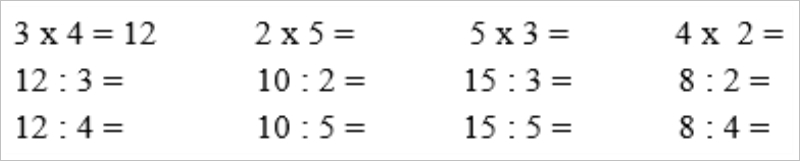 3 x 4 = 12 2 x 5 = 5 x 3 = 4 x 2 =
12 : 3 = 10 : 2 = 15 : 3 = 8 : 2 =
12 : 4 = 10 : 5 = 15 : 5 = 8 : 4 =